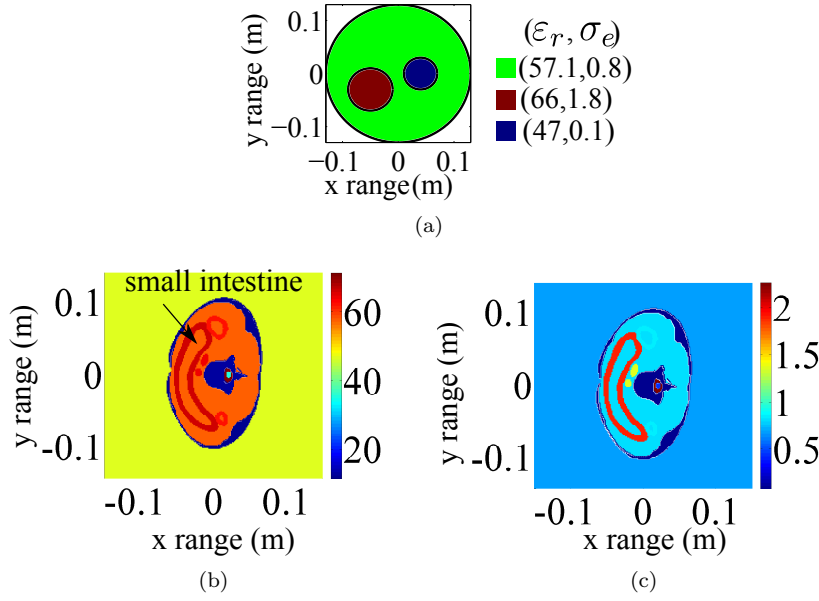 (εr, σe)
(57.1,0.8)
(66,1.8)
(47,0.1)
y range (m)
0.1
0
−0.1
−0.1 0 0.1
x range(m)
(a)
small intestine
y range (m)
0.1
0
-0.1
60
40
20
-0.1 0 0.1
x range (m)
(b)
y range (m)
0.1
0
-0.1
2
1.5
1
0.5
-0.1 0 0.1
x range (m)
(c)